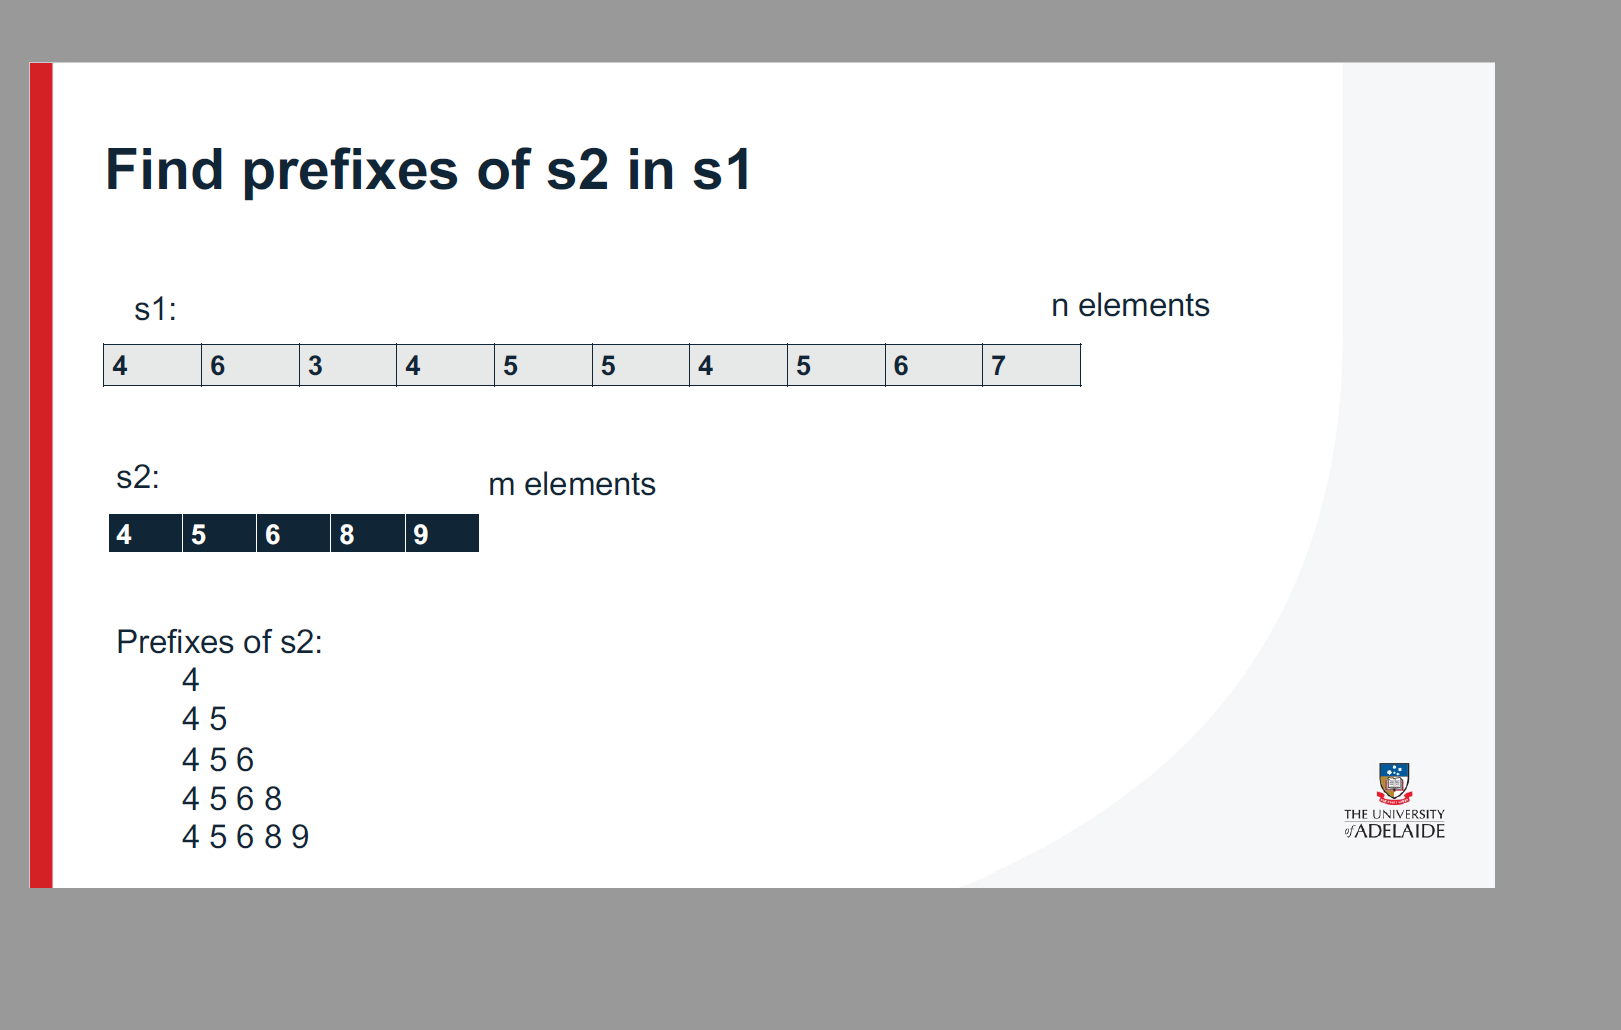 Find prefixes of s2 in s1
s1:
n elements
4 6 3 4 5 5 4 5 6 7
s2:
m elements
4 5 6 8 9
Prefixes of s2:
4
4 5
4 5 6
4 5 6 8
4 5 6 8 9
THE UNIVERSITY
of ADELAIDE